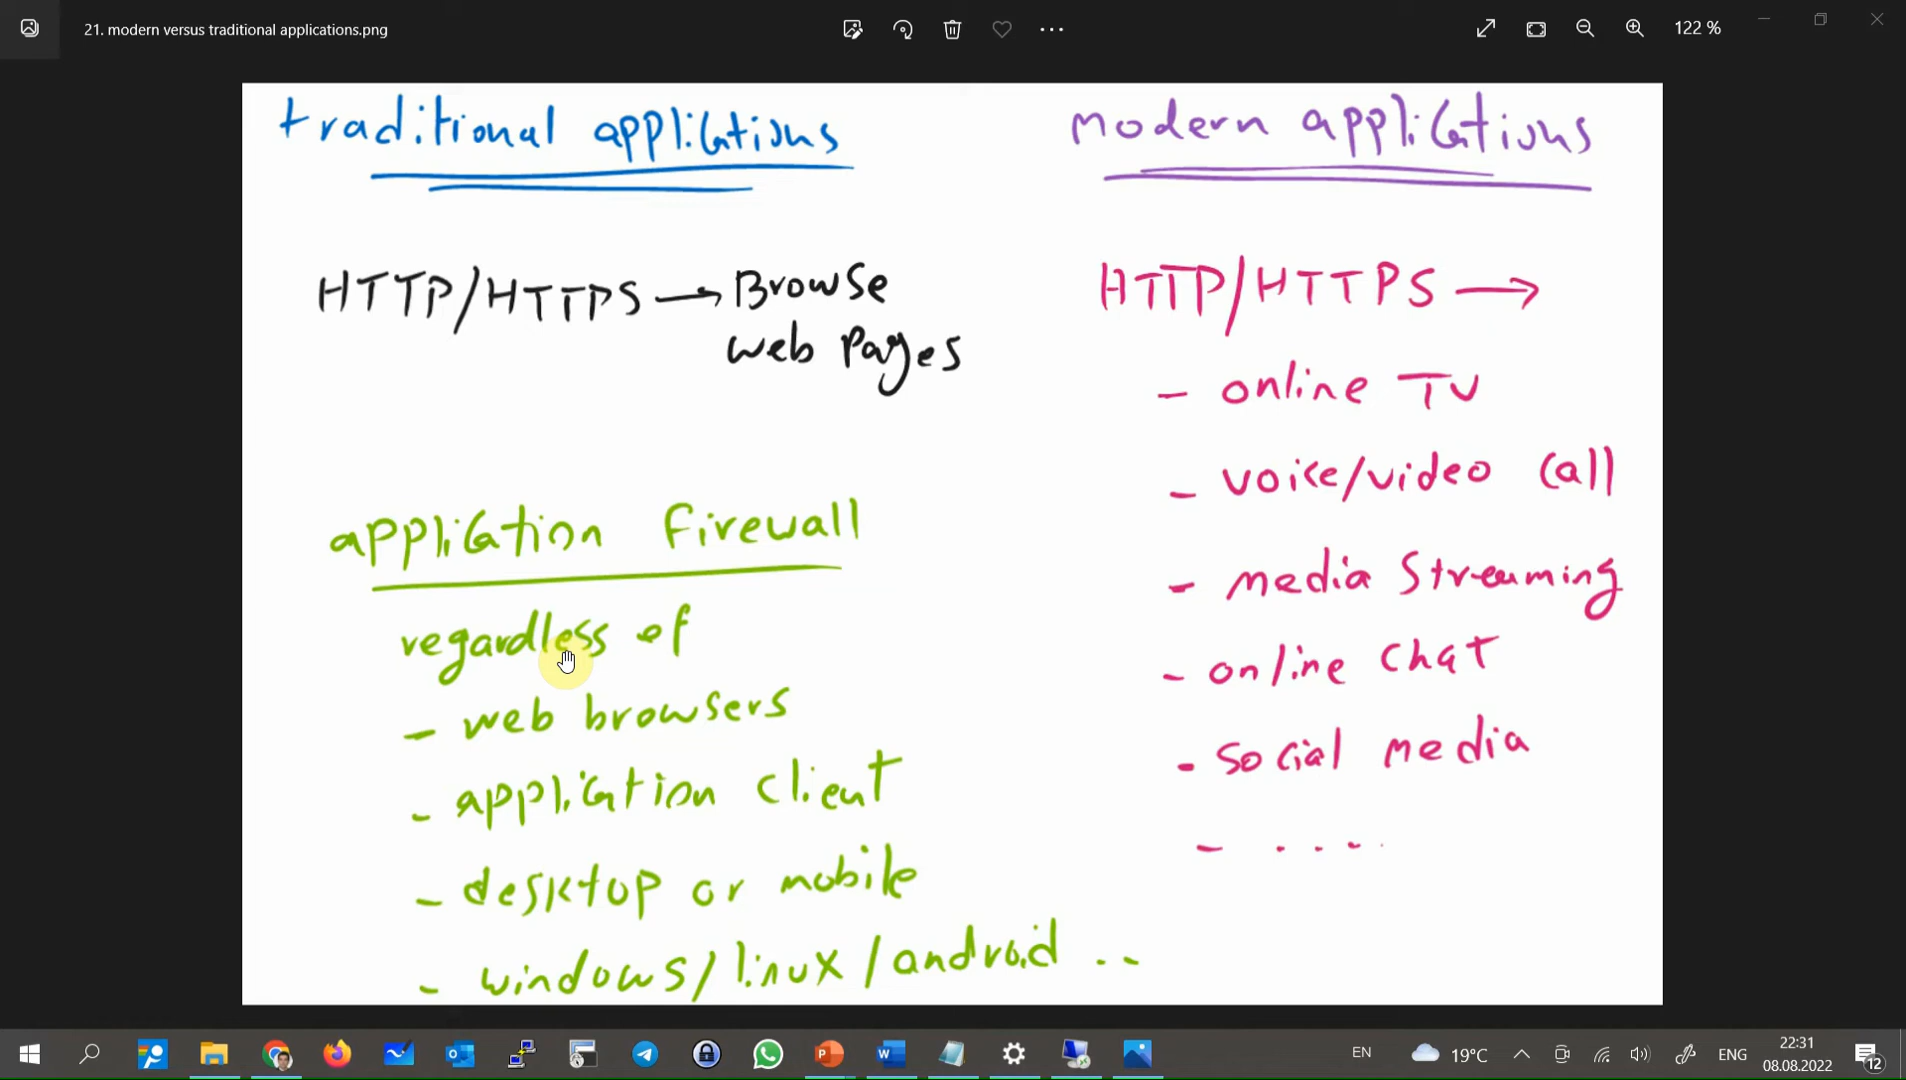 21. modern versus traditional applications.png
122 %
traditional applications
HTTP/HTTPS → Browse
web pages
application firewall
regardless of
- web browsers
- application client
- desktop or mobile
- windows/linux/android ..
modern applications
HTTP/HTTPS →
- online TV
- voice/video call
- media streaming
- online chat
- social media
- ....
EN
19°C
ENG
22:31
08.08.2022
12